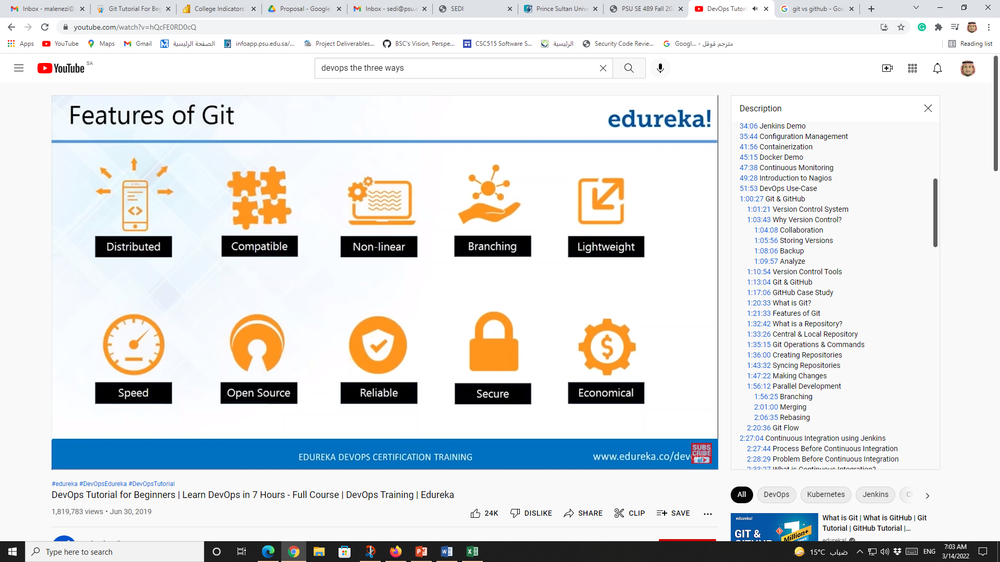 Inbox - malenezi@
Git Tutorial For Beg
College Indicators
Proposal - Google
Inbox - sedi@psu.e
SEDI
Prince Sultan Unive
PSU SE 489 Fall 20
DevOps Tutori
git vs github - Goo
youtube.com/watch?v=hQcFE0RD0cQ
Apps
YouTube
Maps
Gmail
الصفحة الرئيسية
infoapp.psu.edu.sa/...
Project Deliverables...
BSC's Vision, Perspe...
CSC515 Software S...
الرئيسية
Security Code Revie...
Googl... - مترجم قوقل
Reading list
YouTube SA
devops the three ways
Features of Git
edureka!
Distributed
Compatible
Non-linear
Branching
Lightweight
Speed
Open Source
Reliable
Secure
Economical
EDUREKA DEVOPS CERTIFICATION TRAINING
www.edureka.co/dev
SUBS
CRIBE
e!
#edureka #DevOpsEdureka #DevOpsTutorial
DevOps Tutorial for Beginners | Learn DevOps in 7 Hours - Full Course | DevOps Training | Edureka
1,819,783 views • Jun 30, 2019
24K
DISLIKE
SHARE
CLIP
SAVE
Description
34:06 Jenkins Demo
35:44 Configuration Management
41:56 Containerization
45:15 Docker Demo
47:38 Continuous Monitoring
49:28 Introduction to Nagios
51:53 DevOps Use-Case
1:00:27 Git & GitHub
1:01:21 Version Control System
1:03:43 Why Version Control?
1:04:08 Collaboration
1:05:56 Storing Versions
1:08:06 Backup
1:09:57 Analyze
1:10:54 Version Control Tools
1:13:04 Git & GitHub
1:17:06 GitHub Case Study
1:20:33 What is Git?
1:21:33 Features of Git
1:32:42 What is a Repository?
1:33:26 Central & Local Repository
1:35:15 Git Operations & Commands
1:36:00 Creating Repositories
1:43:32 Syncing Repositories
1:47:22 Making Changes
1:56:12 Parallel Development
1:56:25 Branching
2:01:00 Merging
2:06:35 Rebasing
2:20:36 Git Flow
2:27:04 Continuous Integration using Jenkins
2:27:44 Process Before Continuous Integration
2:28:29 Problem Before Continuous Integration
2:33:27 What is Continuous Integration?
All
DevOps
Kubernetes
Jenkins
edureka!
GIT &
GITHUB
1 Million+
What is Git | What is GitHub | Git
Tutorial | GitHub Tutorial |...
edureka!
Type here to search
15°C ضباب
ENG
7:03 AM
3/14/2022